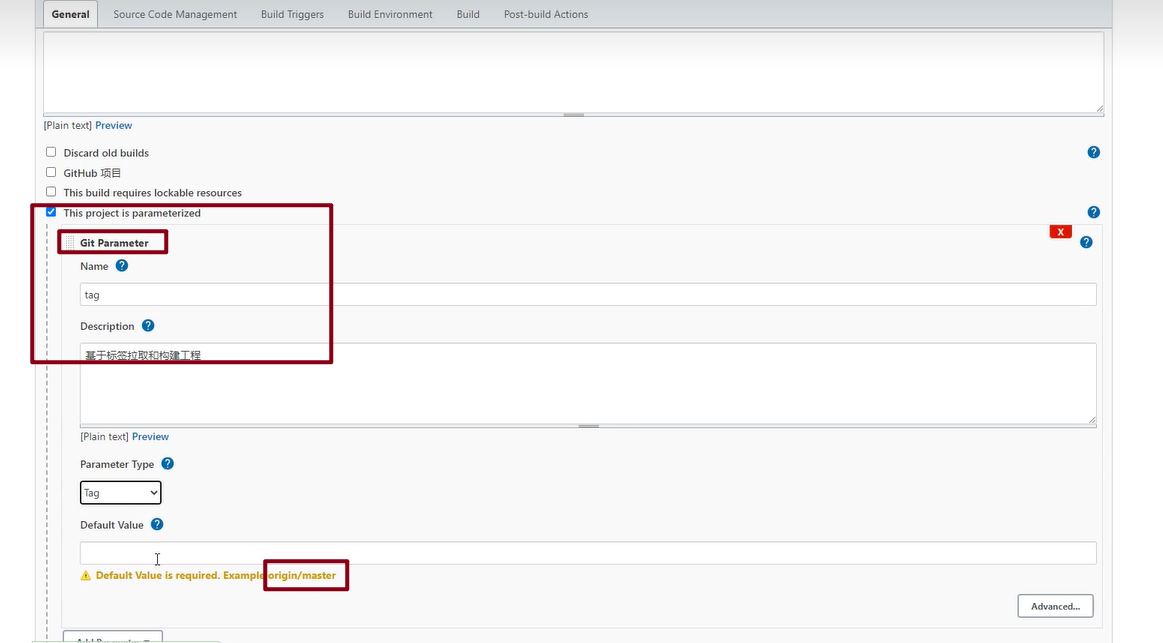 General Source Code Management Build Triggers Build Environment Build Post-build Actions
[Plain text] Preview
Discard old builds
GitHub 项目
This build requires lockable resources
This project is parameterized
X
Git Parameter
Name
tag
Description
基于标签拉取和构建工程
[Plain text] Preview
Parameter Type
Tag
Default Value
Default Value is required. Example origin/master
Advanced...